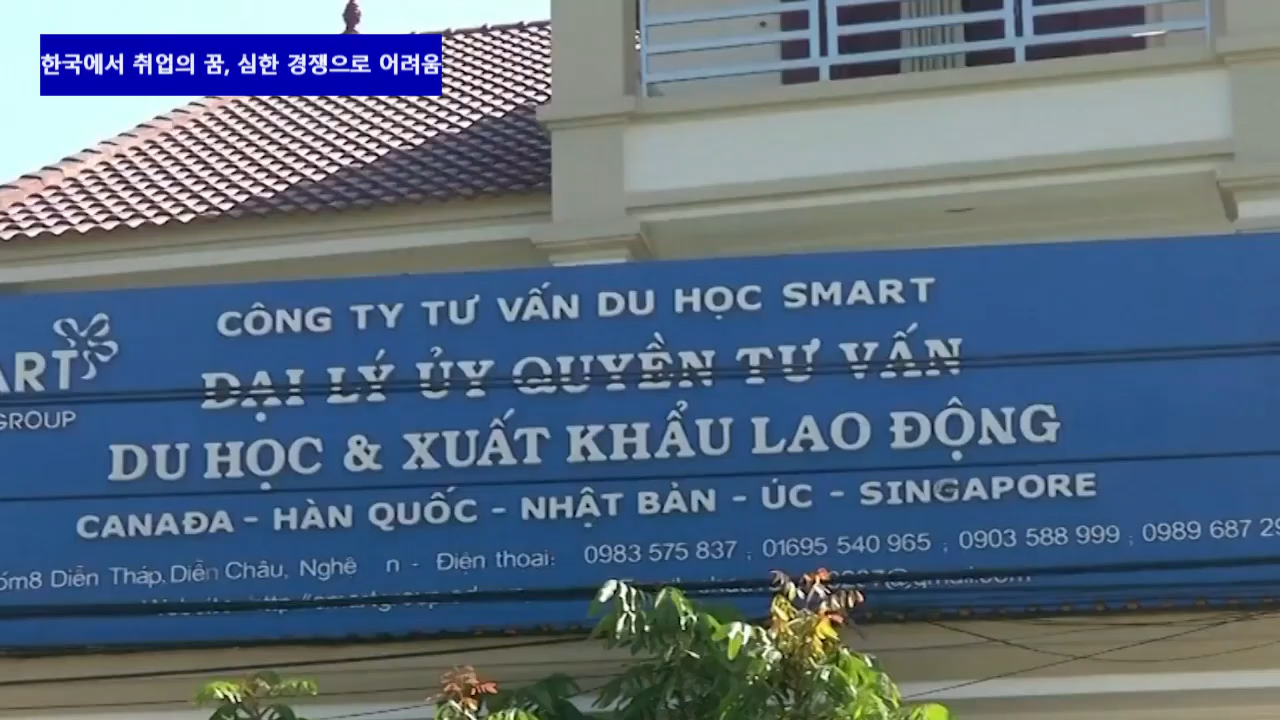 한국에서 취업의 꿈, 심한 경쟁으로 어려움
CÔNG TY TƯ VẤN DU HỌC SMART
ART
GROUP
ĐẠI LÝ ỦY QUYỀN TƯ VẤN
DU HỌC & XUẤT KHẨU LAO ĐỘNG
CANAĐA - HÀN QUỐC - NHẬT BẢN - ÚC - SINGAPORE
óm8 Diễn Tháp, Diễn Châu, Nghệ n - Điện thoại: 0983 575 837 ; 01695 540 965 ; 0903 588 999 ; 0989 687 29